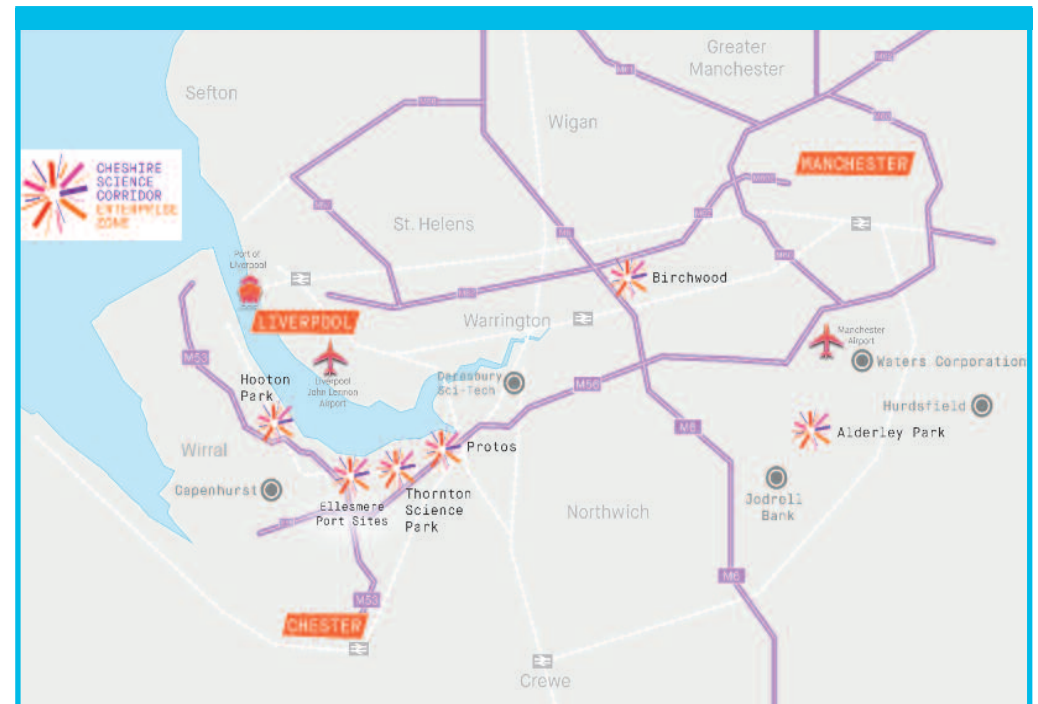 Greater
Manchester
Sefton
Wigan
MANCHESTER
CHESHIRE
SCIENCE
CORRIDOR
ENTERPRISE
ZONE
St. Helens
Port of
Liverpool
Birchwood
LIVERPOOL
Warrington
Manchester
Airport
M53
Waters Corporation
Hooton
Park
Liverpool
John Lennon
Airport
Daresbury
Sci-Tech
M56
Hurdsfield
M6
Alderley Park
Wirral
Protos
Capenhurst
Ellesmere
Port Sites
Thornton
Science
Park
Jodrell
Bank
Northwich
M6
M53
CHESTER
Crewe